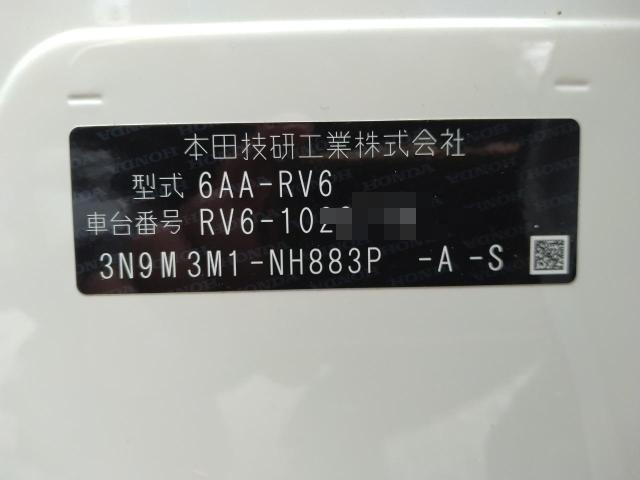 本田技研工業株式会社
型式 6AA-RV6
車台番号 RV6-102
3N9M 3M1-NH883P -A -S